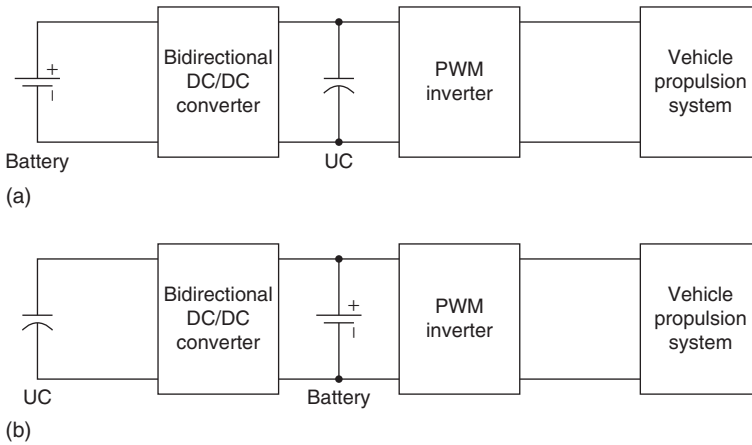 Bidirectional
DC/DC
converter
PWM
inverter
Vehicle
propulsion
system
+
–
Battery
UC
(a)
Bidirectional
DC/DC
converter
PWM
inverter
Vehicle
propulsion
system
+
–
UC
Battery
(b)